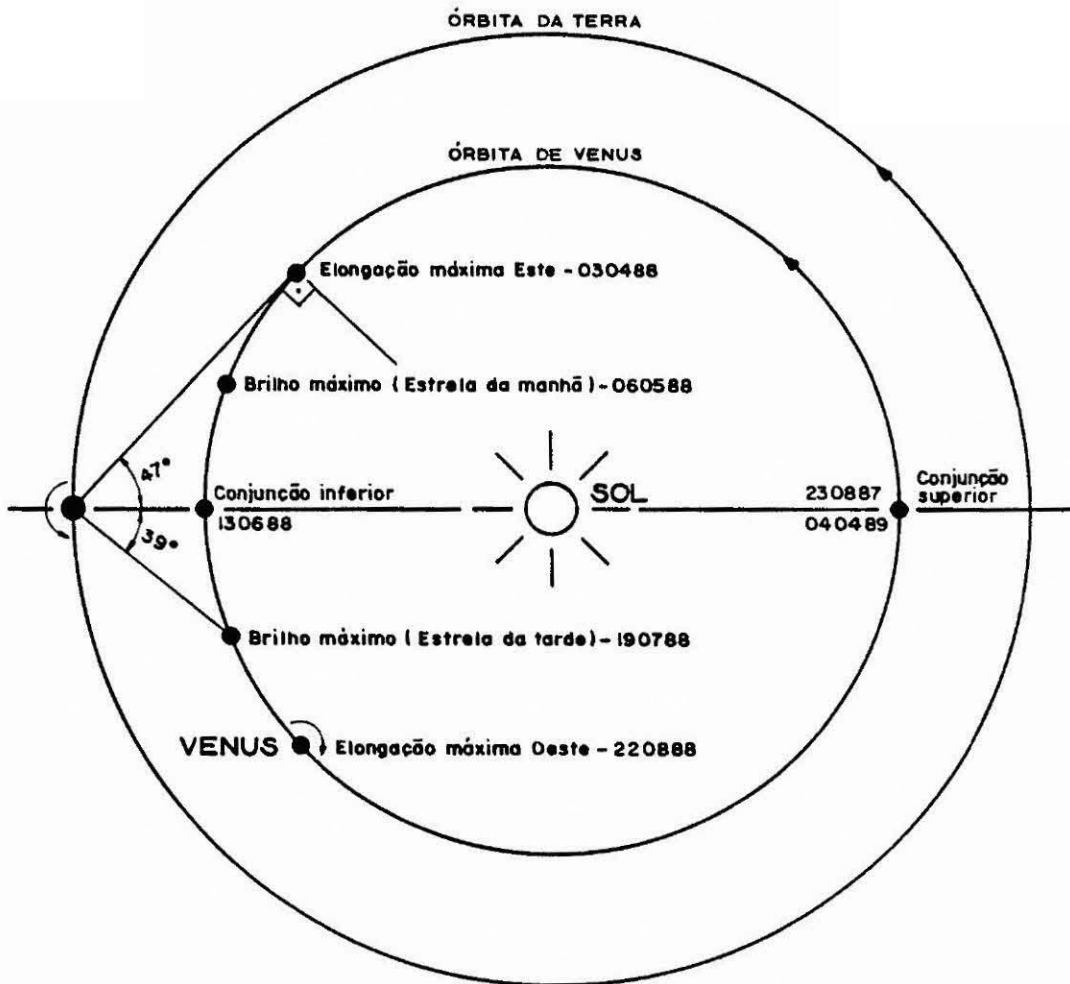 ÓRBITA DA TERRA
ÓRBITA DE VENUS
Elongação máxima Este - 030488
Brilho máximo (Estrela da manhã) - 060588
47°
Conjunção inferior
130688
SOL
230887
040489
Conjunção
superior
39°
Brilho máximo (Estrela da tarde) - 190788
VENUS
Elongação máxima Oeste - 220888